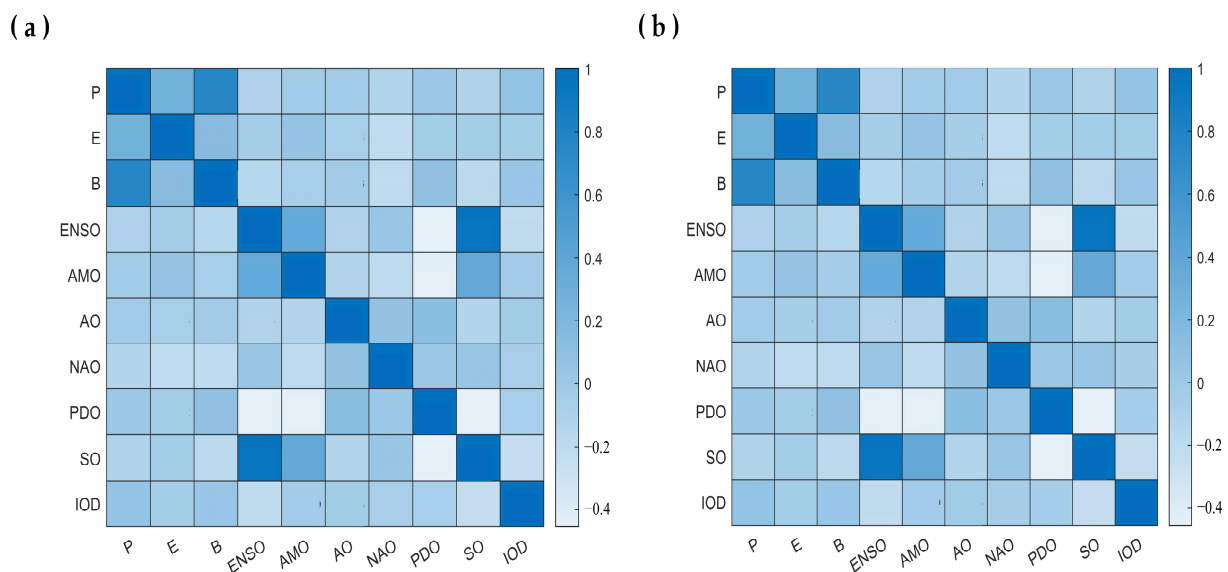 (a)
P
E
B
ENSO
AMO
AO
NAO
PDO
SO
IOD
P E B ENSO AMO AO NAO PDO SO IOD
1
0.8
0.6
0.4
0.2
0
−0.2
−0.4
(b)
P
E
B
ENSO
AMO
AO
NAO
PDO
SO
IOD
P E B ENSO AMO AO NAO PDO SO IOD
1
0.8
0.6
0.4
0.2
0
−0.2
−0.4